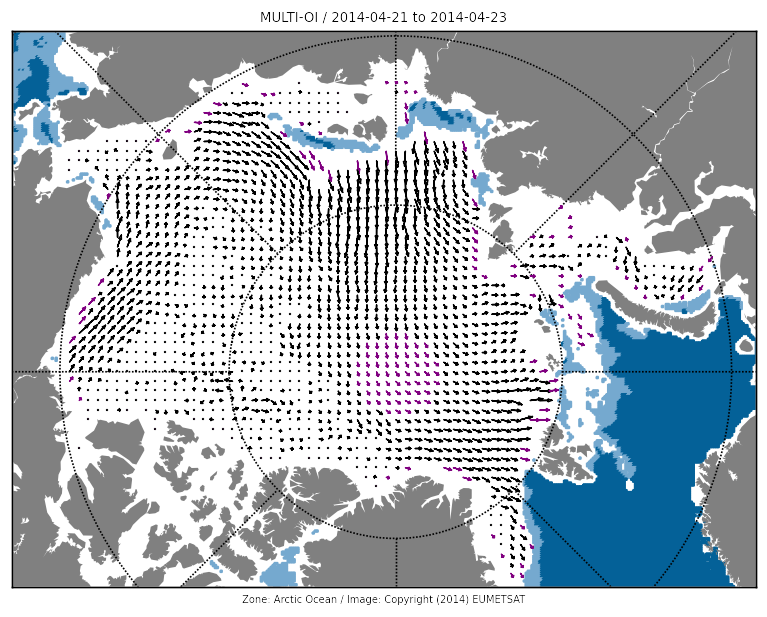 MULTI-OI / 2014-04-21 to 2014-04-23
Zone: Arctic Ocean / Image: Copyright (2014) EUMETSAT